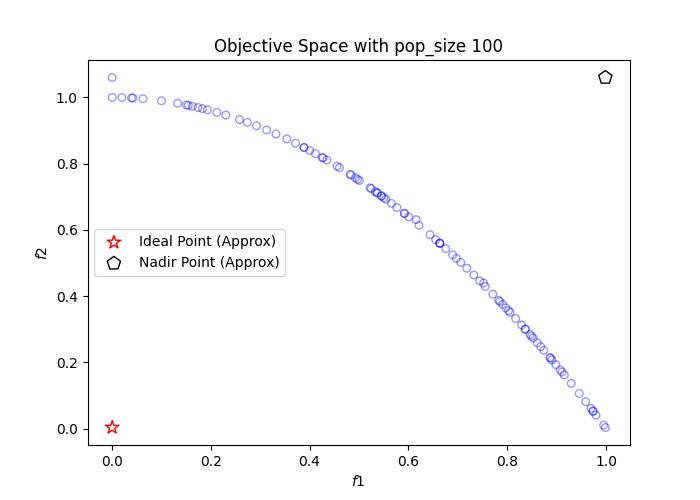 Objective Space with pop_size 100
f2
1.0
0.8
0.6
0.4
0.2
0.0
Ideal Point (Approx)
Nadir Point (Approx)
0.0 0.2 0.4 0.6 0.8 1.0
f1